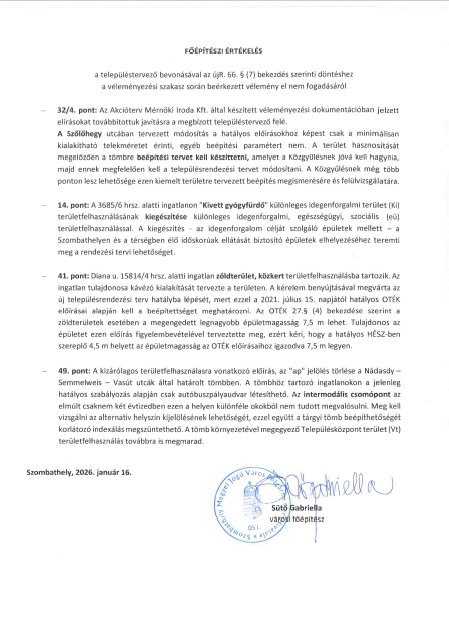 FŐÉPÍTÉSZI ÉRTÉKELÉS
a településtervező bevonásával az újR. 66. § (7) bekezdés szerinti döntéshez
a véleményezési szakasz során beérkezett vélemény el nem fogadásáról
– 32/4. pont: Az Akcióterv Mérnöki Iroda Kft. által készített véleményezési dokumentációban jelzett
elírásokat továbbítottuk javításra a megbízott településtervező felé.
A Szőlőhegy utcában tervezett módosítás a hatályos előírásokhoz képest csak a minimálisan
kialakítható telekméretet érinti, egyéb beépítési paramétert nem. A terület hasznosítását
megelőzően a tömbre beépítési tervet kell készíttetni, amelyet a Közgyűlésnek jóvá kell hagynia,
majd ennek megfelelően kell a településrendezési tervet módosítani. A Közgyűlésnek még több
ponton lesz lehetősége ezen kiemelt területre tervezett beépítés megismerésére és felülvizsgálatára.
– 14. pont: A 3685/6 hrsz. alatti ingatlanon "Kivett gyógyfürdő" különleges idegenforgalmi terület (Ki)
területfelhasználásának kiegészítése különleges idegenforgalmi, egészségügyi, szociális (eü)
területfelhasználással. A kiegészítés - az idegenforgalom célját szolgáló épületek mellett – a
Szombathelyen és a térségben élő időskorúak ellátását biztosító épületek elhelyezéséhez teremti
meg a rendezési tervi lehetőséget.
– 41. pont: Diana u. 15814/4 hrsz. alatti ingatlan zöldterület, közkert területfelhasználásba tartozik. Az
ingatlan tulajdonosa kávézó kialakítását tervezte a területen. A kérelem benyújtásával megvárta az
új településrendezési terv hatályba lépését, mert ezzel a 2021. július 15. napjától hatályos OTÉK
előírásai alapján kell a beépítettséget meghatározni. Az OTÉK 27.§ (4) bekezdése szerint a
zöldterületek esetében a megengedett legnagyobb épületmagasság 7,5 m lehet. Tulajdonos az
épületet ezen előírás figyelembevételével terveztette meg, ezért kéri, hogy a hatályos HÉSZ-ben
szereplő 4,5 m helyett az épületmagasság az OTÉK előírásaihoz igazodva 7,5 m legyen.
– 49. pont: A kizárólagos területfelhasználásra vonatkozó előírás, az "ap" jelölés törlése a Nádasdy –
Semmelweis – Vasút utcák által határolt tömbben. A tömbhöz tartozó ingatlanokon a jelenleg
hatályos szabályozás alapján csak autóbuszpályaudvar létesíthető. Az intermodális csomópont az
elmúlt csaknem két évtizedben ezen a helyen különféle okokból nem tudott megvalósulni. Meg kell
vizsgálni az alternatív helyszín kijelölésének lehetőségét, ezzel együtt a tárgyi tömb beépíthetőségét
korlátozó indexálás megszüntethető. A tömb környezetével megegyező Településközpont terület (Vt)
területfelhasználás továbbra is megmarad.
Szombathely, 2026. január 16.
Sütő Gabriella
városi főépítész